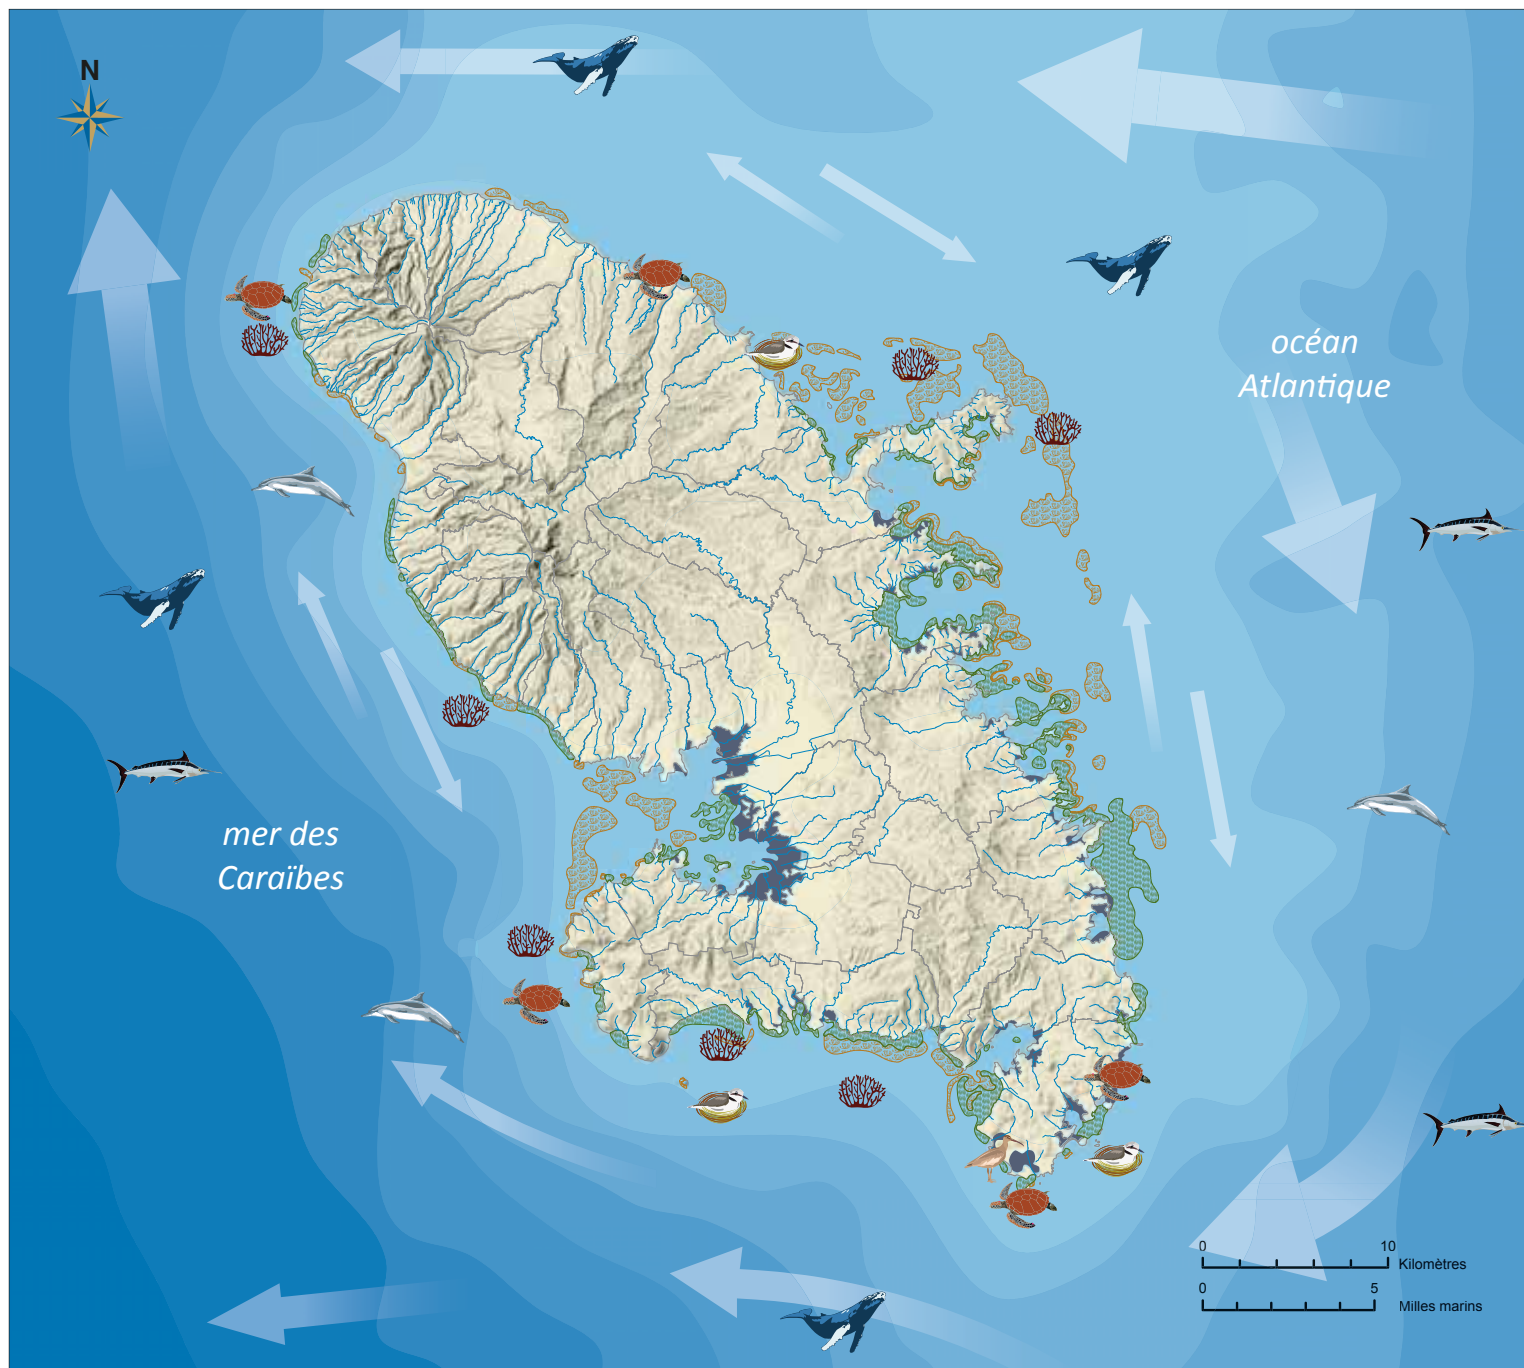 N
océan
Atlantique
mer des
Caraïbes
0 10
Kilomètres
0 5
Milles marins